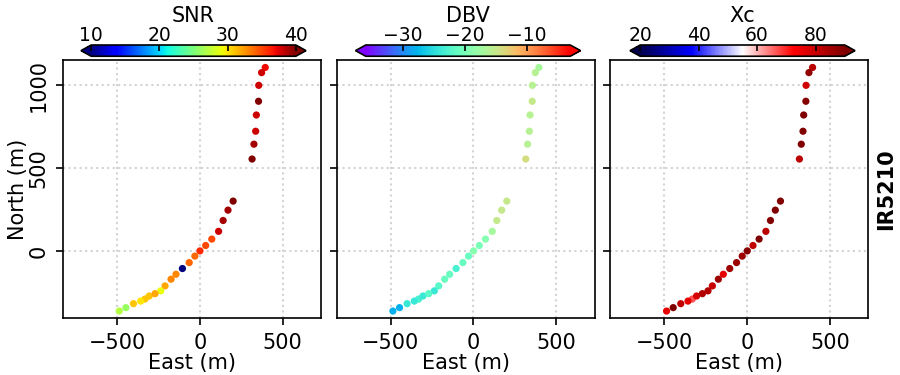 SNR DBV Xc
10 20 30 40 −30 −20 −10 20 40 60 80
1000
500
0
North (m)
IR5210
−500 0 500 −500 0 500 −500 0 500
East (m) East (m) East (m)